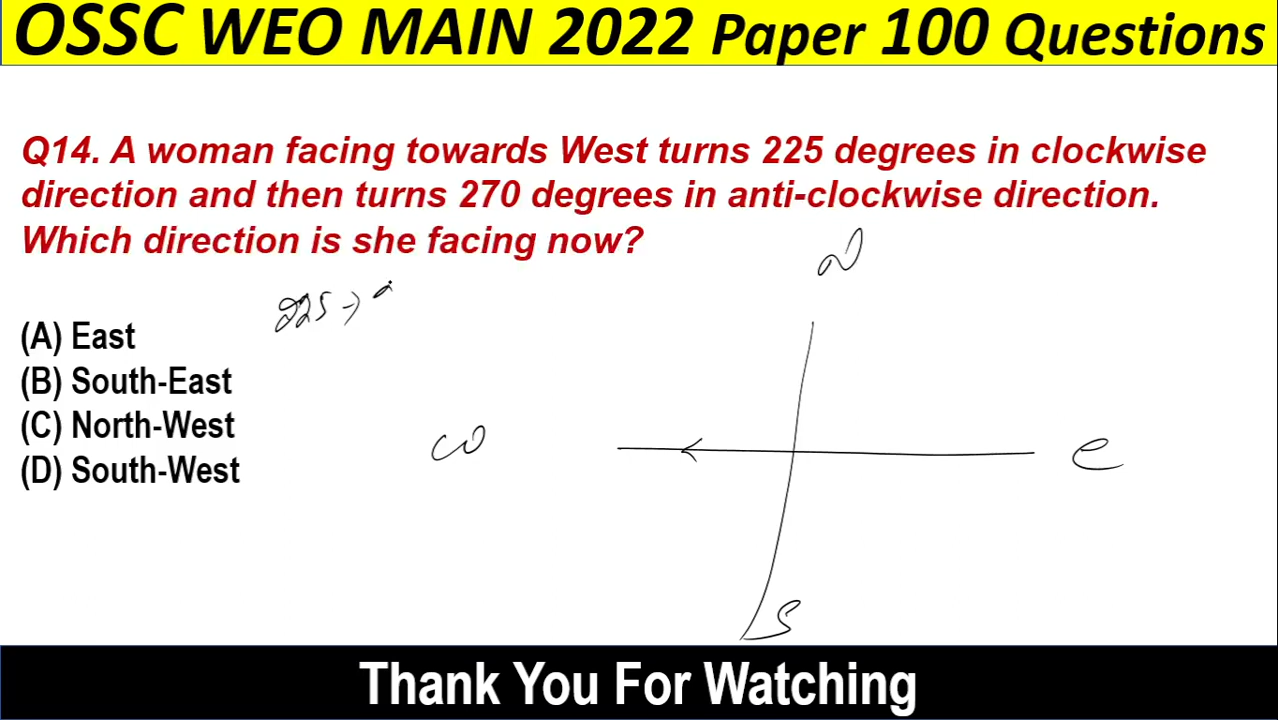 OSSC WEO MAIN 2022 Paper 100 Questions
Q14. A woman facing towards West turns 225 degrees in clockwise
direction and then turns 270 degrees in anti-clockwise direction.
Which direction is she facing now?
N
225 →
(A) East
(B) South-East
(C) North-West
(D) South-West
W
e
S
Thank You For Watching